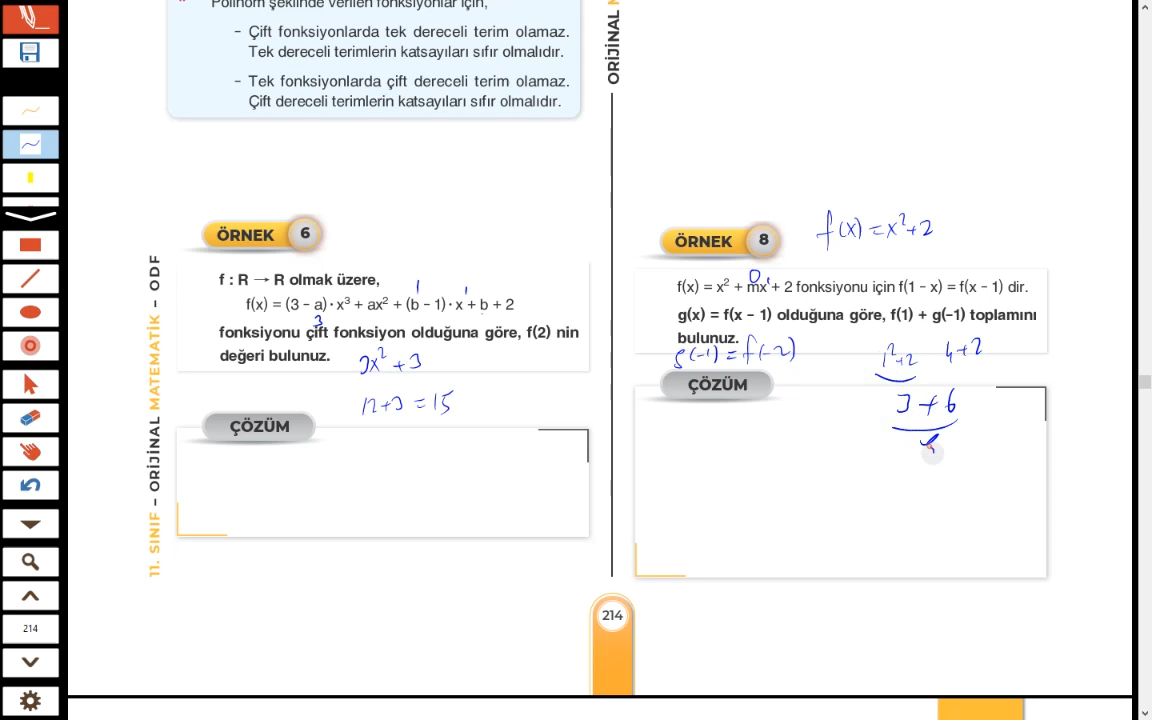 Polinom şeklinde verilen fonksiyonlar için,
- Çift fonksiyonlarda tek dereceli terim olamaz.
Tek dereceli terimlerin katsayıları sıfır olmalıdır.
- Tek fonksiyonlarda çift dereceli terim olamaz.
Çift dereceli terimlerin katsayıları sıfır olmalıdır.
11. SINIF – ORİJİNAL MATEMATİK – ODF
ÖRNEK 6
f : R → R olmak üzere,
1 1
f(x) = (3 – a)·x³ + ax² + (b – 1)·x + b + 2
3
fonksiyonu çift fonksiyon olduğuna göre, f(2) nin
değeri bulunuz.
3x² + 3
12+3 = 15
ÇÖZÜM
ORİJİNAL
f(x) = x²+2
ÖRNEK 8
0
f(x) = x² + mx + 2 fonksiyonu için f(1 - x) = f(x – 1) dir.
g(x) = f(x – 1) olduğuna göre, f(1) + g(–1) toplamını
bulunuz.
g(-1) = f(-2)
1²+2 4+2
3 + 6
ÇÖZÜM
214
214